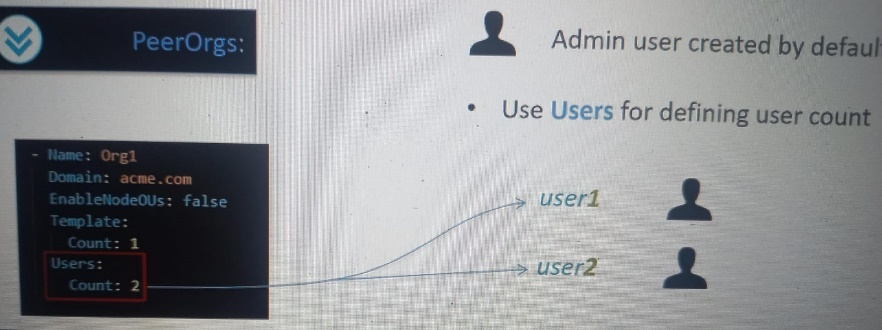 PeerOrgs:
Admin user created by defaul
• Use Users for defining user count
- Name: Org1
Domain: acme.com
EnableNodeOUs: false
Template:
Count: 1
Users:
Count: 2
user1
user2